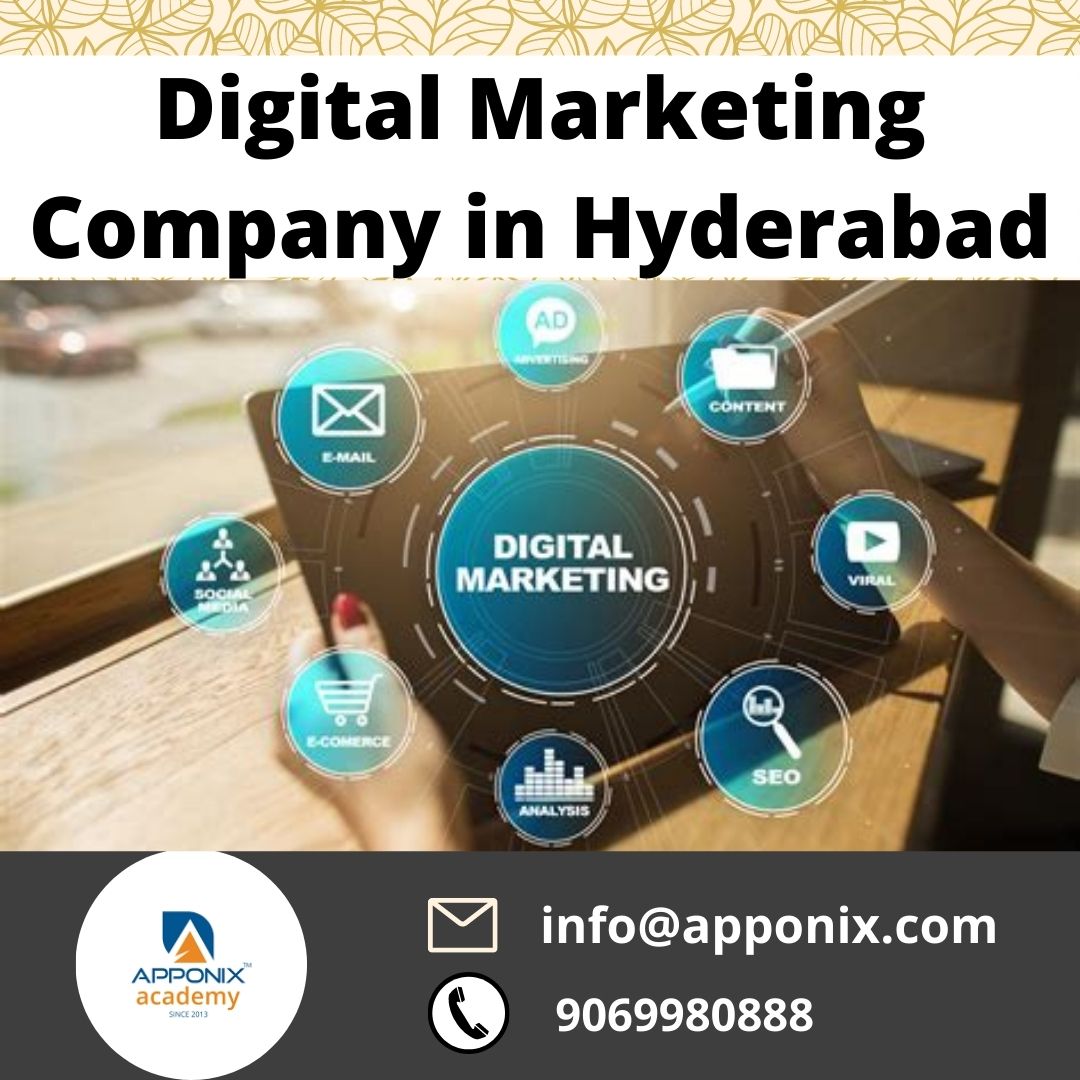 Digital Marketing
Company in Hyderabad
AD
ADVERTISING
CONTENT
E-MAIL
DIGITAL
MARKETING
VIRAL
SOCIAL
MEDIA
E-COMERCE
SEO
ANALYSIS
APPONIX™
academy
SINCE 2013
info@apponix.com
9069980888